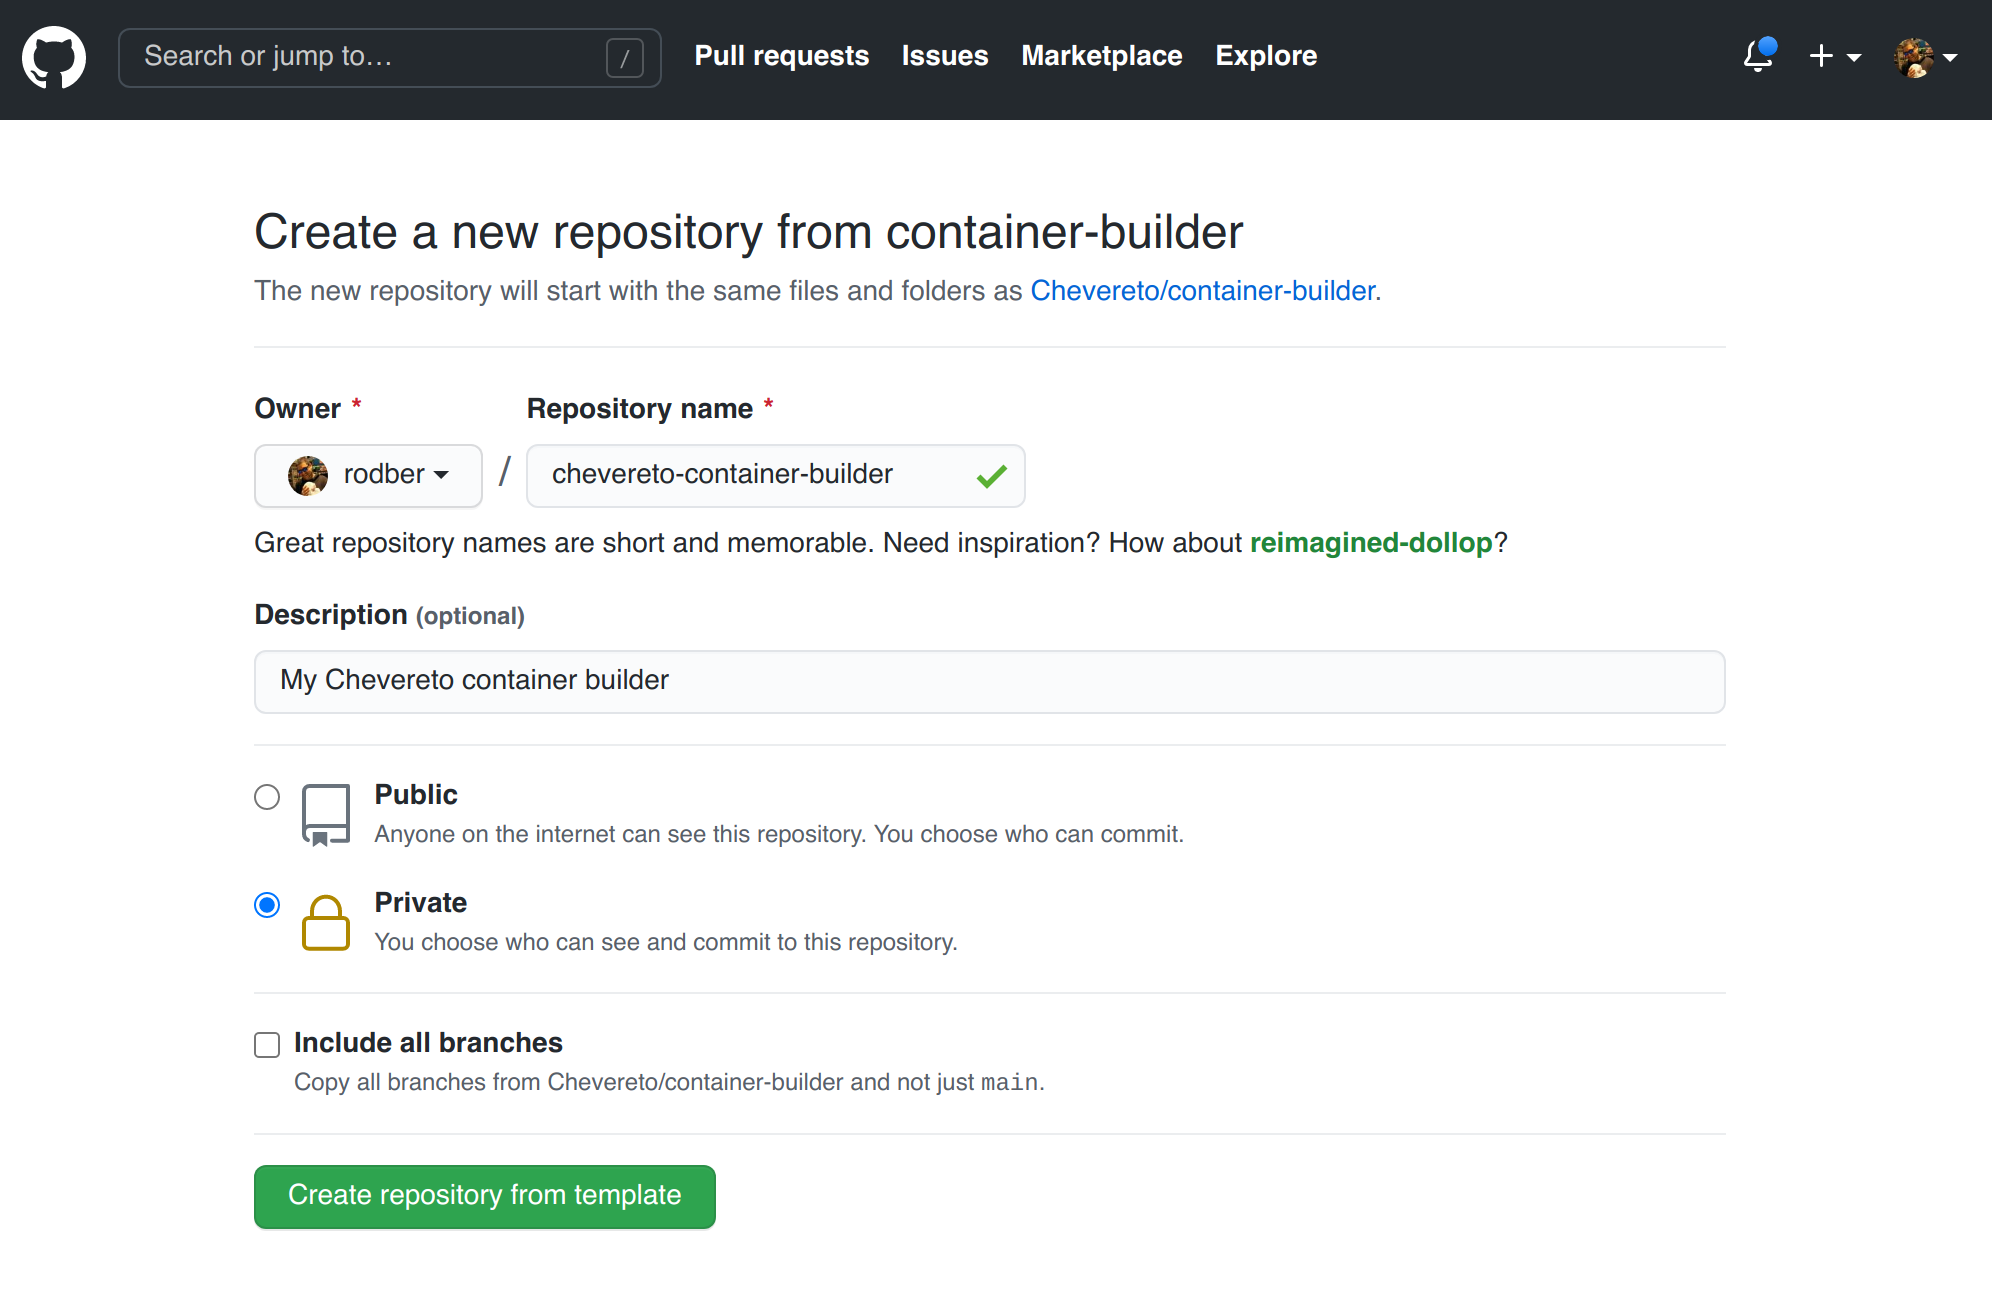 Search or jump to… / Pull requests Issues Marketplace Explore
Create a new repository from container-builder
The new repository will start with the same files and folders as Chevereto/container-builder.
Owner * Repository name *
rodber / chevereto-container-builder
Great repository names are short and memorable. Need inspiration? How about reimagined-dollop?
Description (optional)
My Chevereto container builder
Public
Anyone on the internet can see this repository. You choose who can commit.
Private
You choose who can see and commit to this repository.
Include all branches
Copy all branches from Chevereto/container-builder and not just main.
Create repository from template